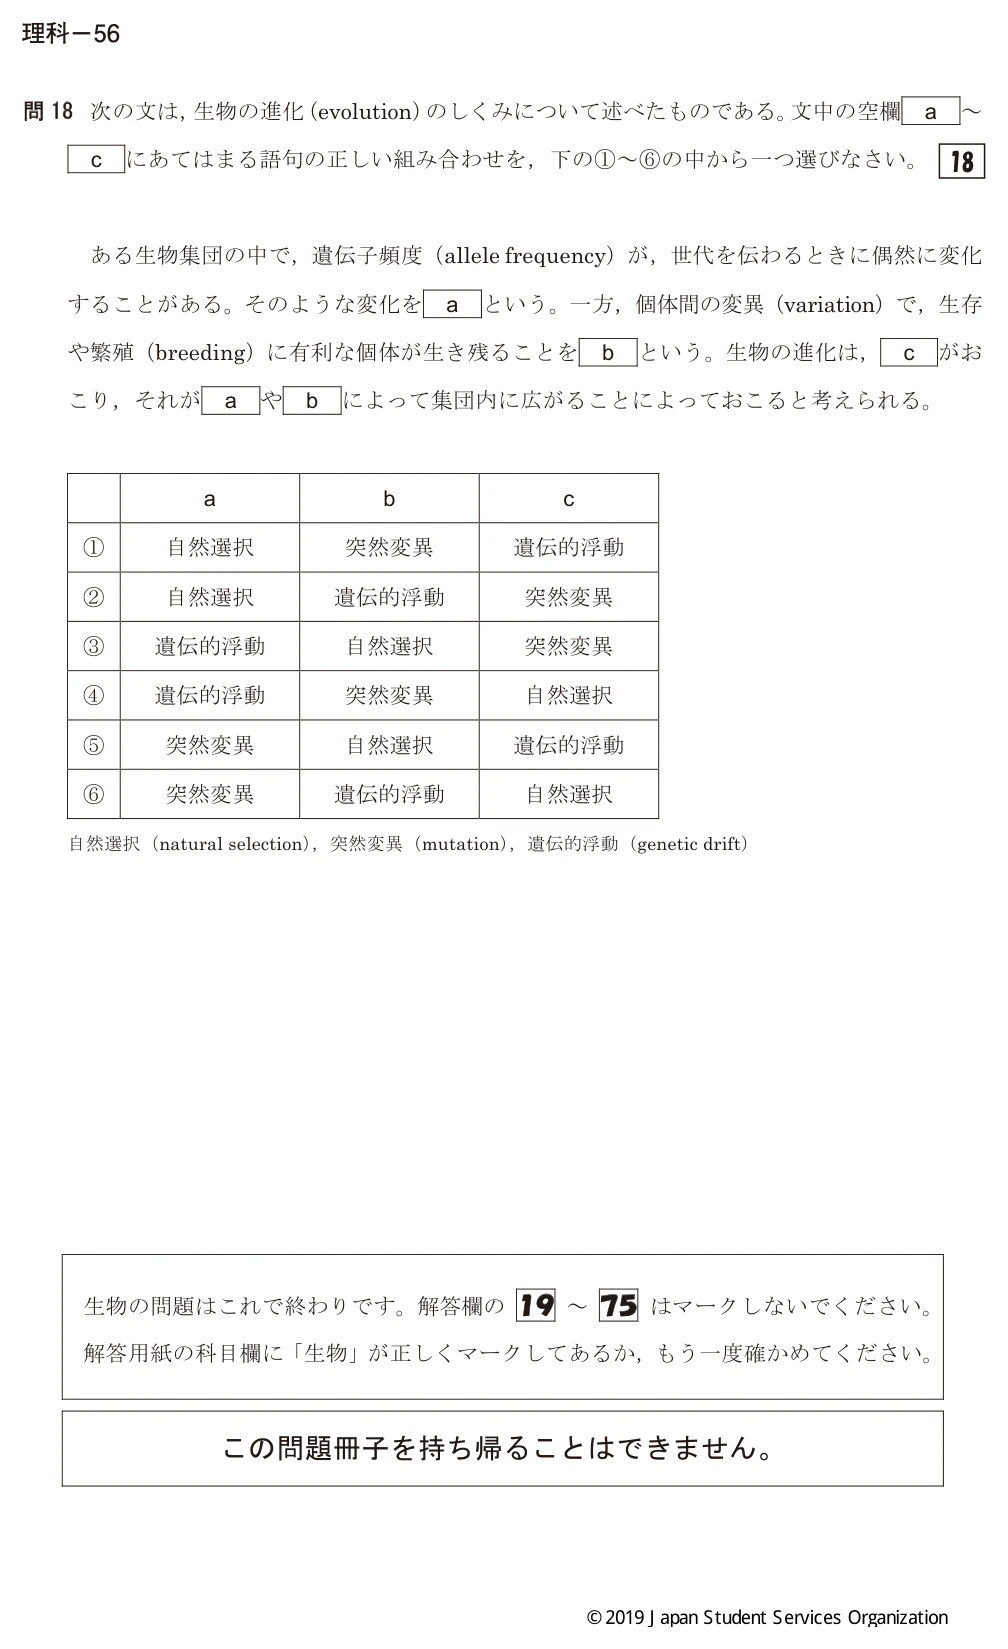 理科－56
問 18 次の文は，生物の進化（evolution）のしくみについて述べたものである。文中の空欄 a ～
c にあてはまる語句の正しい組み合わせを，下の①～⑥の中から一つ選びなさい。 18
ある生物集団の中で，遺伝子頻度（allele frequency）が，世代を伝わるときに偶然に変化
することがある。そのような変化を a という。一方，個体間の変異（variation）で，生存
や繁殖（breeding）に有利な個体が生き残ることを b という。生物の進化は， c がお
こり，それが a や b によって集団内に広がることによっておこると考えられる。
a b c
① 自然選択 突然変異 遺伝的浮動
② 自然選択 遺伝的浮動 突然変異
③ 遺伝的浮動 自然選択 突然変異
④ 遺伝的浮動 突然変異 自然選択
⑤ 突然変異 自然選択 遺伝的浮動
⑥ 突然変異 遺伝的浮動 自然選択
自然選択（natural selection），突然変異（mutation），遺伝的浮動（genetic drift）
生物の問題はこれで終わりです。解答欄の 19 ～ 75 はマークしないでください。
解答用紙の科目欄に「生物」が正しくマークしてあるか，もう一度確かめてください。
この問題冊子を持ち帰ることはできません。
© 2019 Japan Student Services Organization